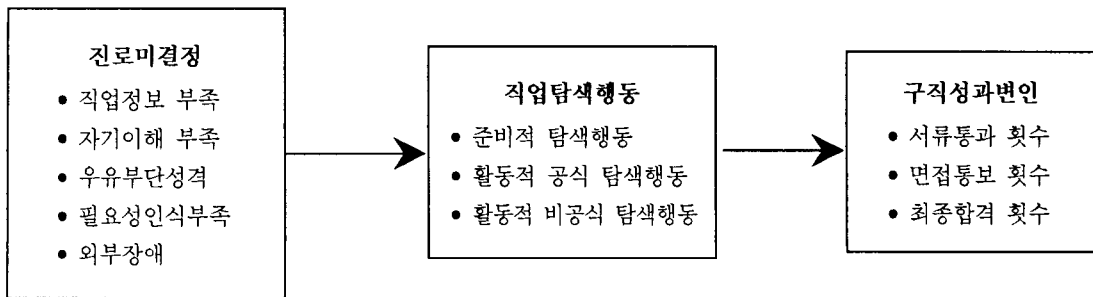 진로미결정
• 직업정보 부족
• 자기이해 부족
• 우유부단성격
• 필요성인식부족
• 외부장애
직업탐색행동
• 준비적 탐색행동
• 활동적 공식 탐색행동
• 활동적 비공식 탐색행동
구직성과변인
• 서류통과 횟수
• 면접통보 횟수
• 최종합격 횟수